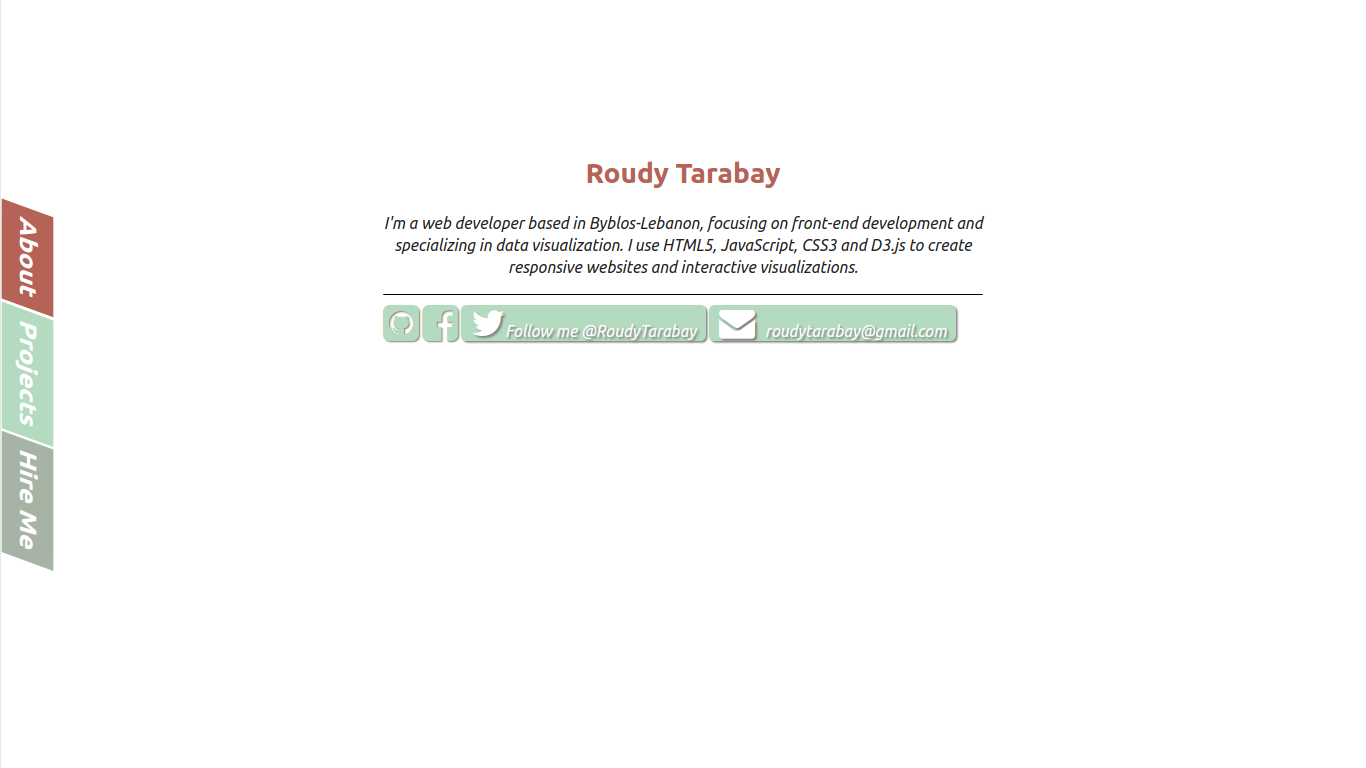 Roudy Tarabay
I'm a web developer based in Byblos-Lebanon, focusing on front-end development and
specializing in data visualization. I use HTML5, JavaScript, CSS3 and D3.js to create
responsive websites and interactive visualizations.
Follow me @RoudyTarabay
roudytarabay@gmail.com
About
Projects
Hire Me